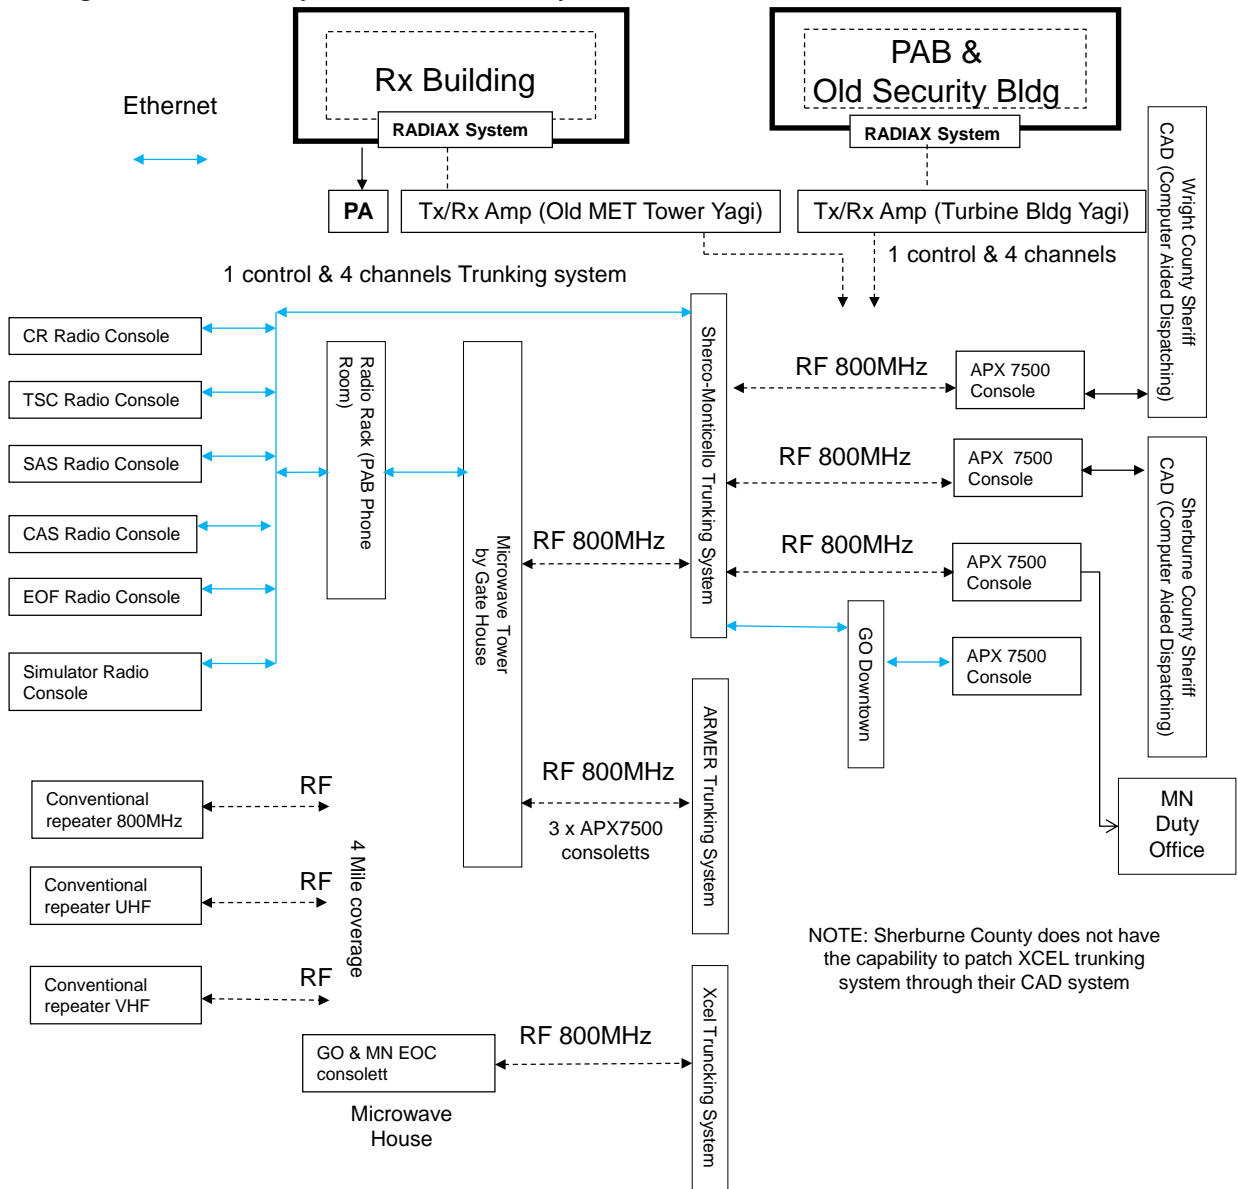 Rx Building
RADIAX System
PAB &
Old Security Bldg
RADIAX System
Ethernet
PA
Tx/Rx Amp (Old MET Tower Yagi)
Tx/Rx Amp (Turbine Bldg Yagi)
1 control & 4 channels
Wright County Sheriff
CAD (Computer Aided Dispatching)
1 control & 4 channels Trunking system
CR Radio Console
TSC Radio Console
SAS Radio Console
CAS Radio Console
EOF Radio Console
Simulator Radio
Console
Radio Rack (PAB Phone
Room)
Microwave Tower
by Gate House
RF 800MHz
Sherco-Monticello Trunking System
RF 800MHz
APX 7500
Console
RF 800MHz
APX 7500
Console
RF 800MHz
APX 7500
Console
GO Downtown
APX 7500
Console
Sherburne County Sheriff
CAD (Computer Aided Dispatching)
MN
Duty
Office
RF 800MHz
3 x APX7500
consoletts
ARMER Trunking System
Conventional
repeater 800MHz
RF
Conventional
repeater UHF
RF
Conventional
repeater VHF
RF
4 Mile coverage
NOTE: Sherburne County does not have
the capability to patch XCEL trunking
system through their CAD system
GO & MN EOC
consolett
RF 800MHz
Xcel Truncking System
Microwave
House